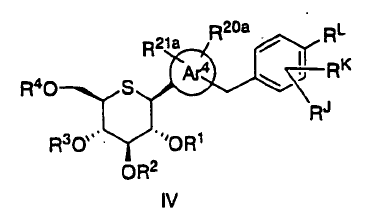 R²¹ᵃ R²⁰ᵃ
Rᴸ
Ar⁴
R⁴O S Rᴷ
Rᴶ
R³O OR¹
OR²
IV